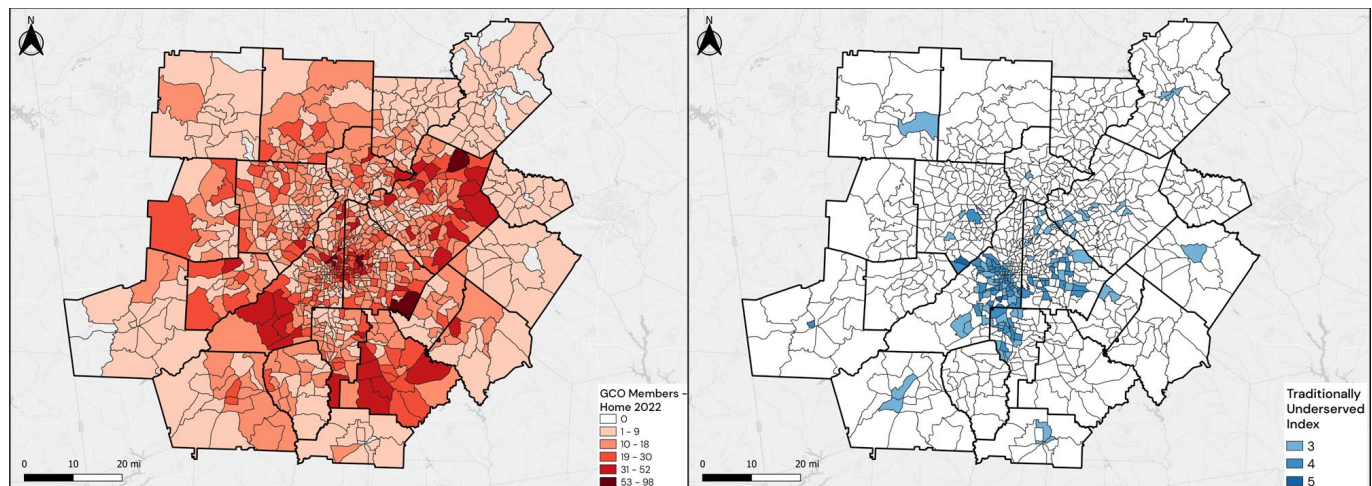 N
GCO Members -
Home 2022
0
1 - 9
10 - 18
19 - 30
31 - 52
53 - 98
0 10 20 mi
N
Traditionally
Underserved
Index
3
4
5
0 10 20 mi